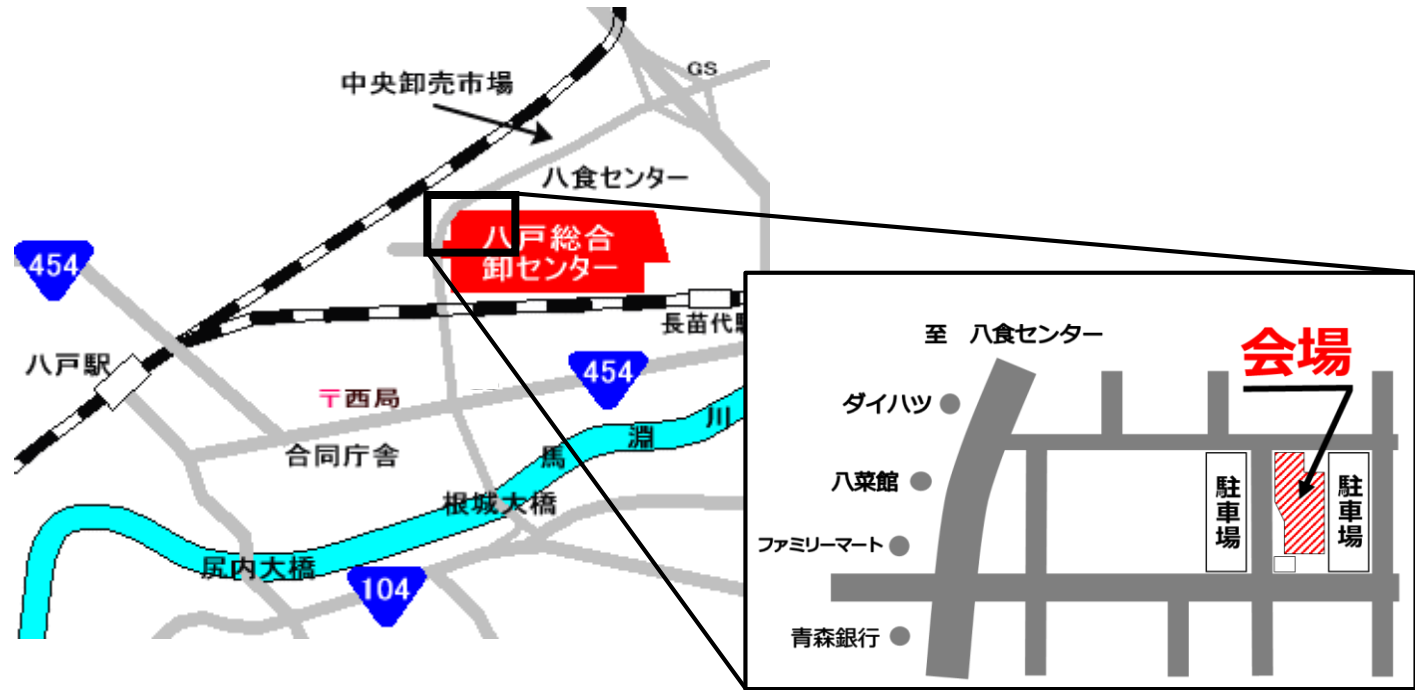 GS
中央卸売市場
八食センター
八戸総合
卸センター
454
長苗代駅
八戸駅
454
〒西局
合同庁舎
馬淵川
根城大橋
尻内大橋
104
至 八食センター
会場
ダイハツ
八菜館
駐車場
駐車場
ファミリーマート
青森銀行